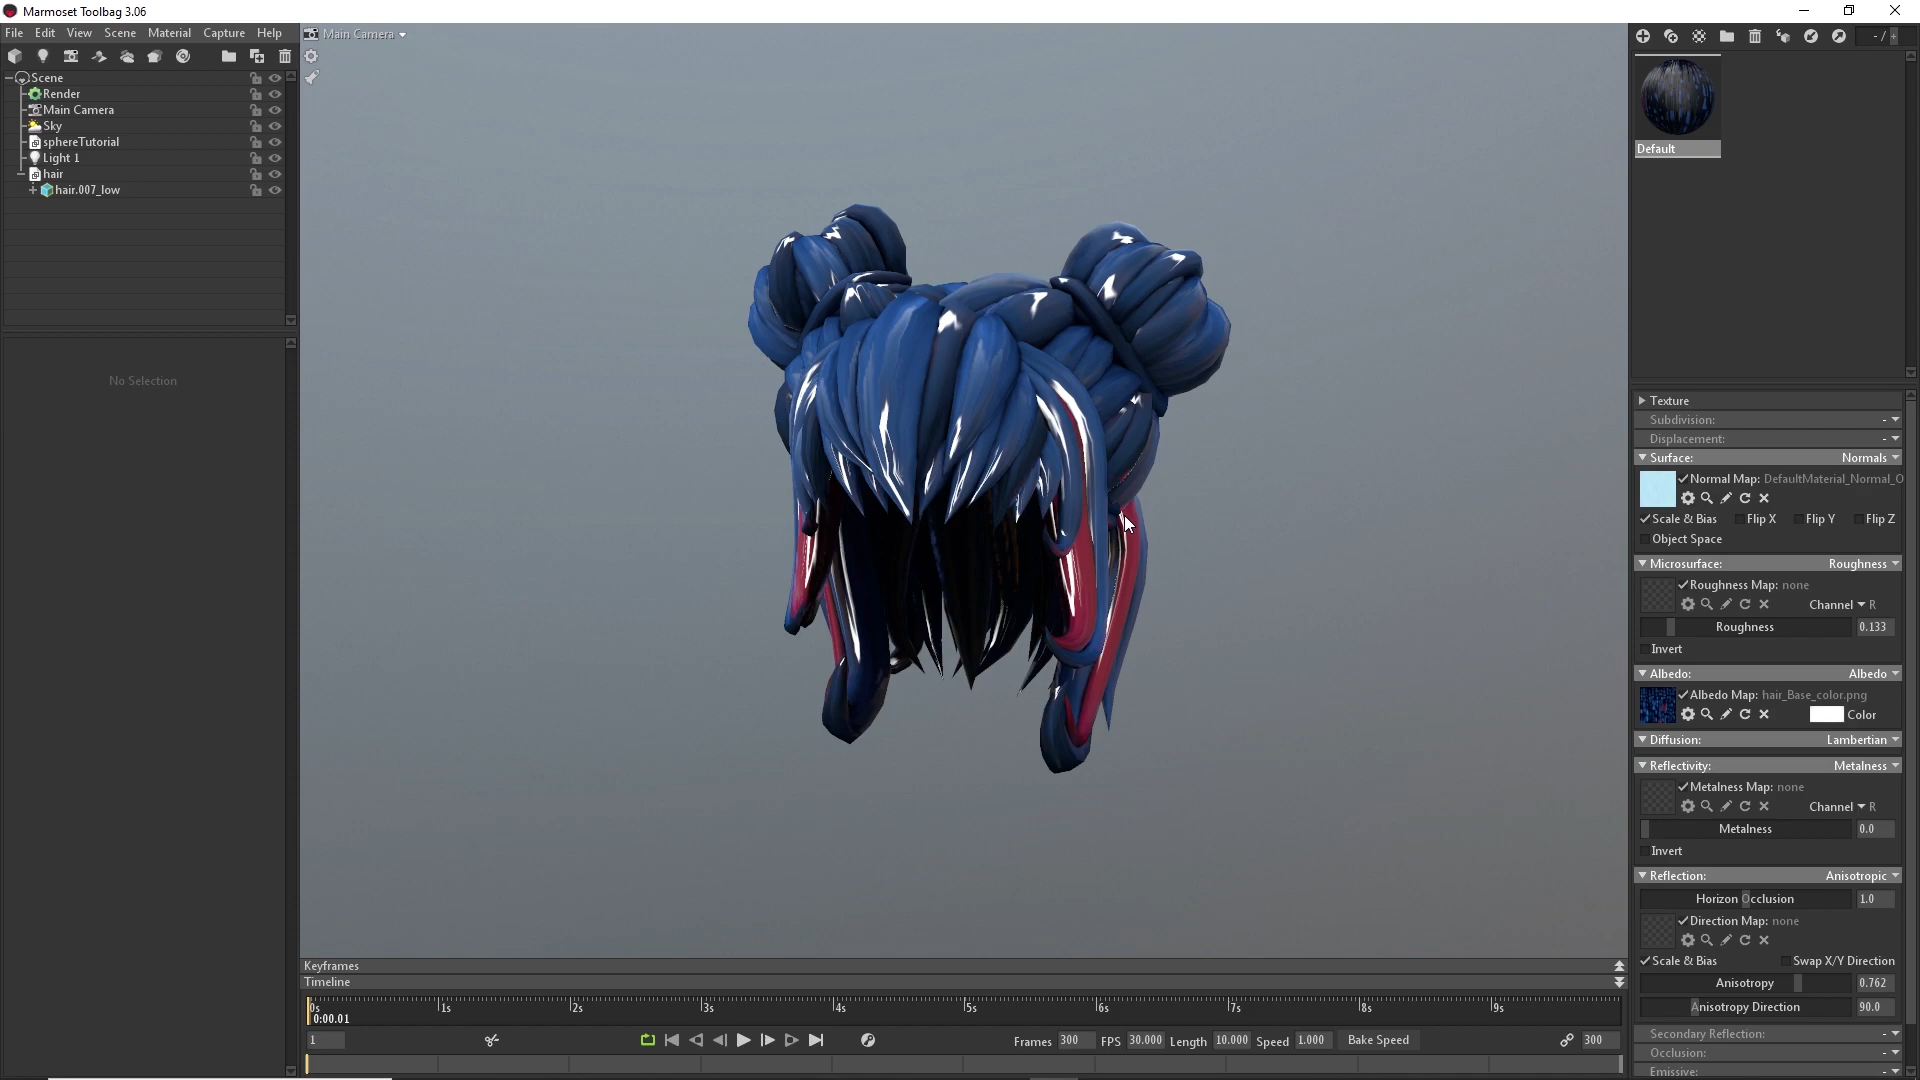 Marmoset Toolbag 3.06
File Edit View Scene Material Capture Help
Main Camera
- / +
Scene
Render
Main Camera
Sky
sphereTutorial
Light 1
hair
hair.007_low
No Selection
Default
Texture
Subdivision: -
Displacement: -
Surface: Normals
Normal Map: DefaultMaterial_Normal_O
Scale & Bias Flip X Flip Y Flip Z
Object Space
Microsurface: Roughness
Roughness Map: none
Channel R
Roughness 0.133
Invert
Albedo: Albedo
Albedo Map: hair_Base_color.png
Color
Diffusion: Lambertian
Reflectivity: Metalness
Metalness Map: none
Channel R
Metalness 0.0
Invert
Reflection: Anisotropic
Horizon Occlusion 1.0
Direction Map: none
Scale & Bias Swap X/Y Direction
Anisotropy 0.762
Anisotropy Direction 90.0
Secondary Reflection: -
Occlusion: -
Emissive: -
Keyframes
Timeline
0s 1s 2s 3s 4s 5s 6s 7s 8s 9s
0:00.01
1 Frames 300 FPS 30.000 Length 10.000 Speed 1.000 Bake Speed 300